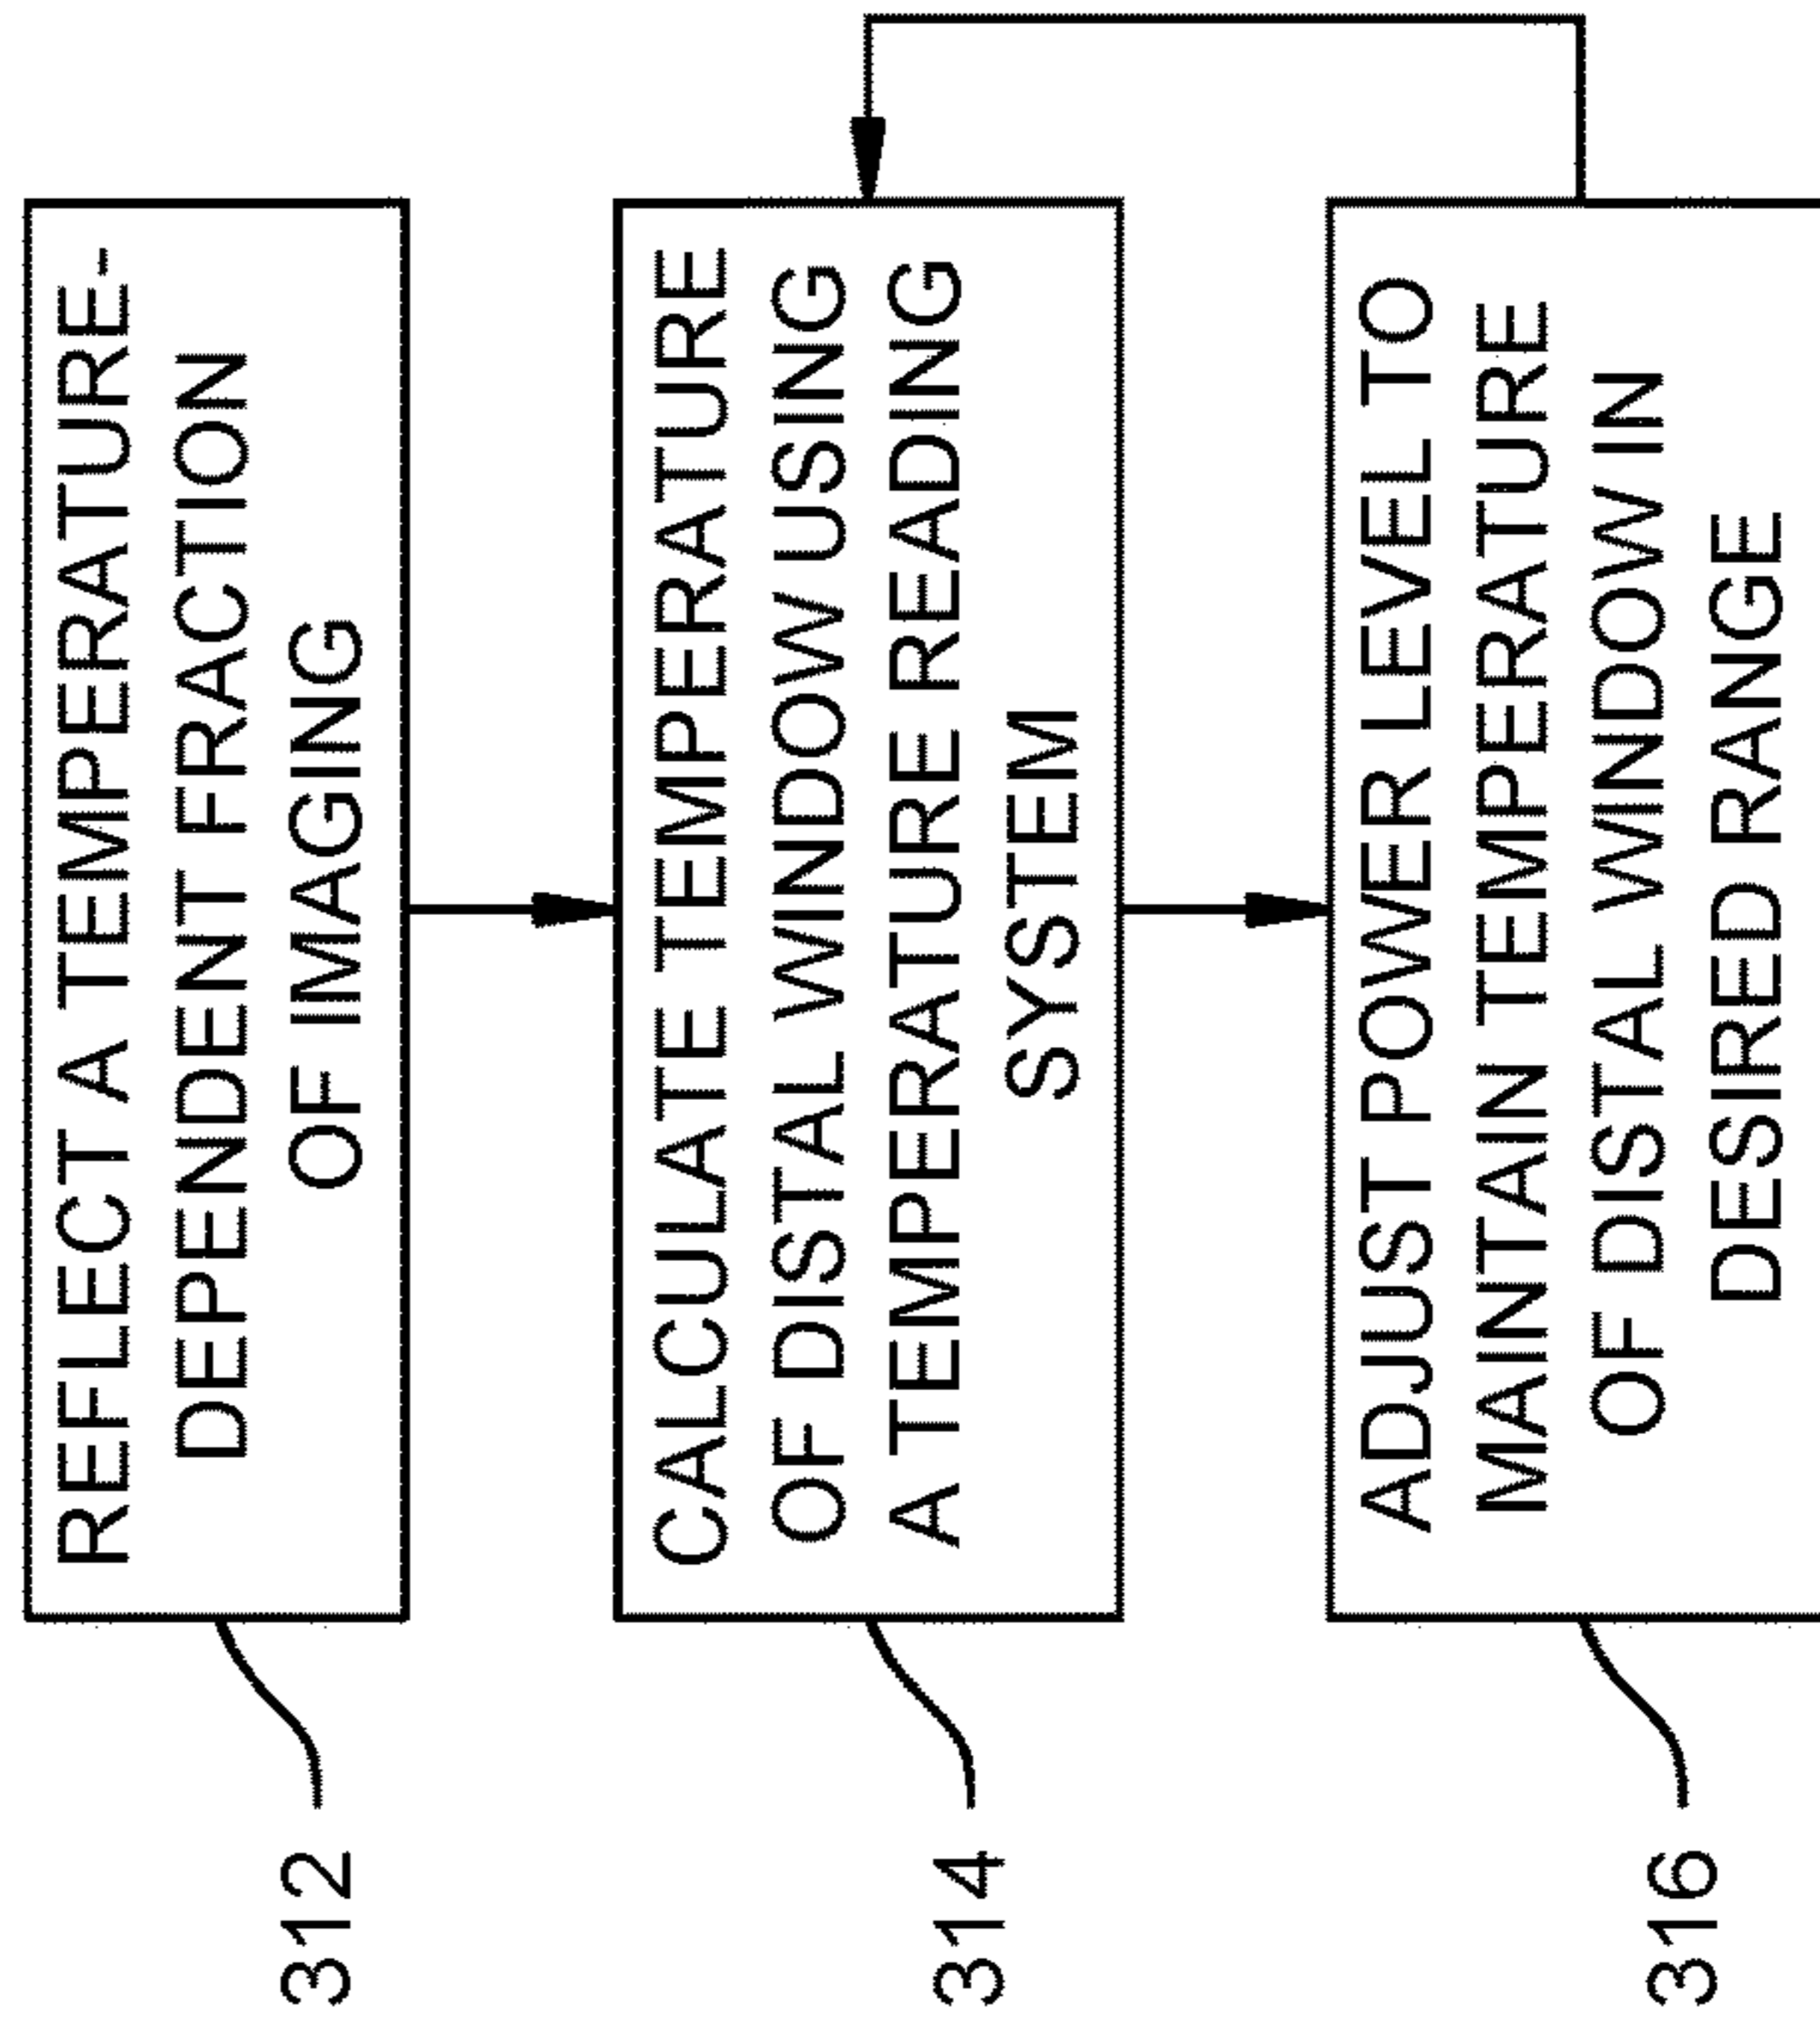 REFLECT A TEMPERATURE-
DEPENDENT FRACTION
OF IMAGING
312
CALCULATE TEMPERATURE
OF DISTAL WINDOW USING
A TEMPERATURE READING
SYSTEM
314
ADJUST POWER LEVEL TO
MAINTAIN TEMPERATURE
OF DISTAL WINDOW IN
DESIRED RANGE
316